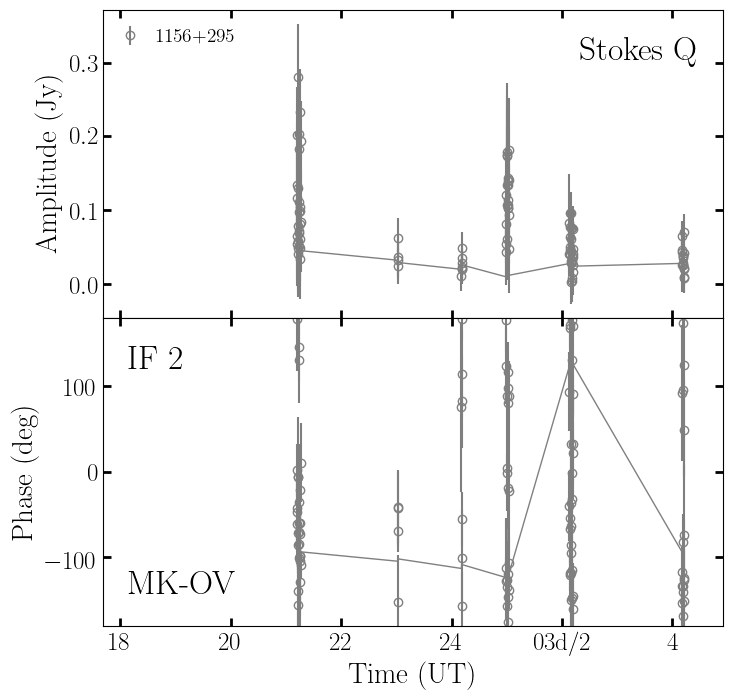 1156+295
Stokes Q
Amplitude (Jy)
0.3
0.2
0.1
0.0
IF 2
MK-OV
Phase (deg)
100
0
−100
18 20 22 24 03d/2 4
Time (UT)